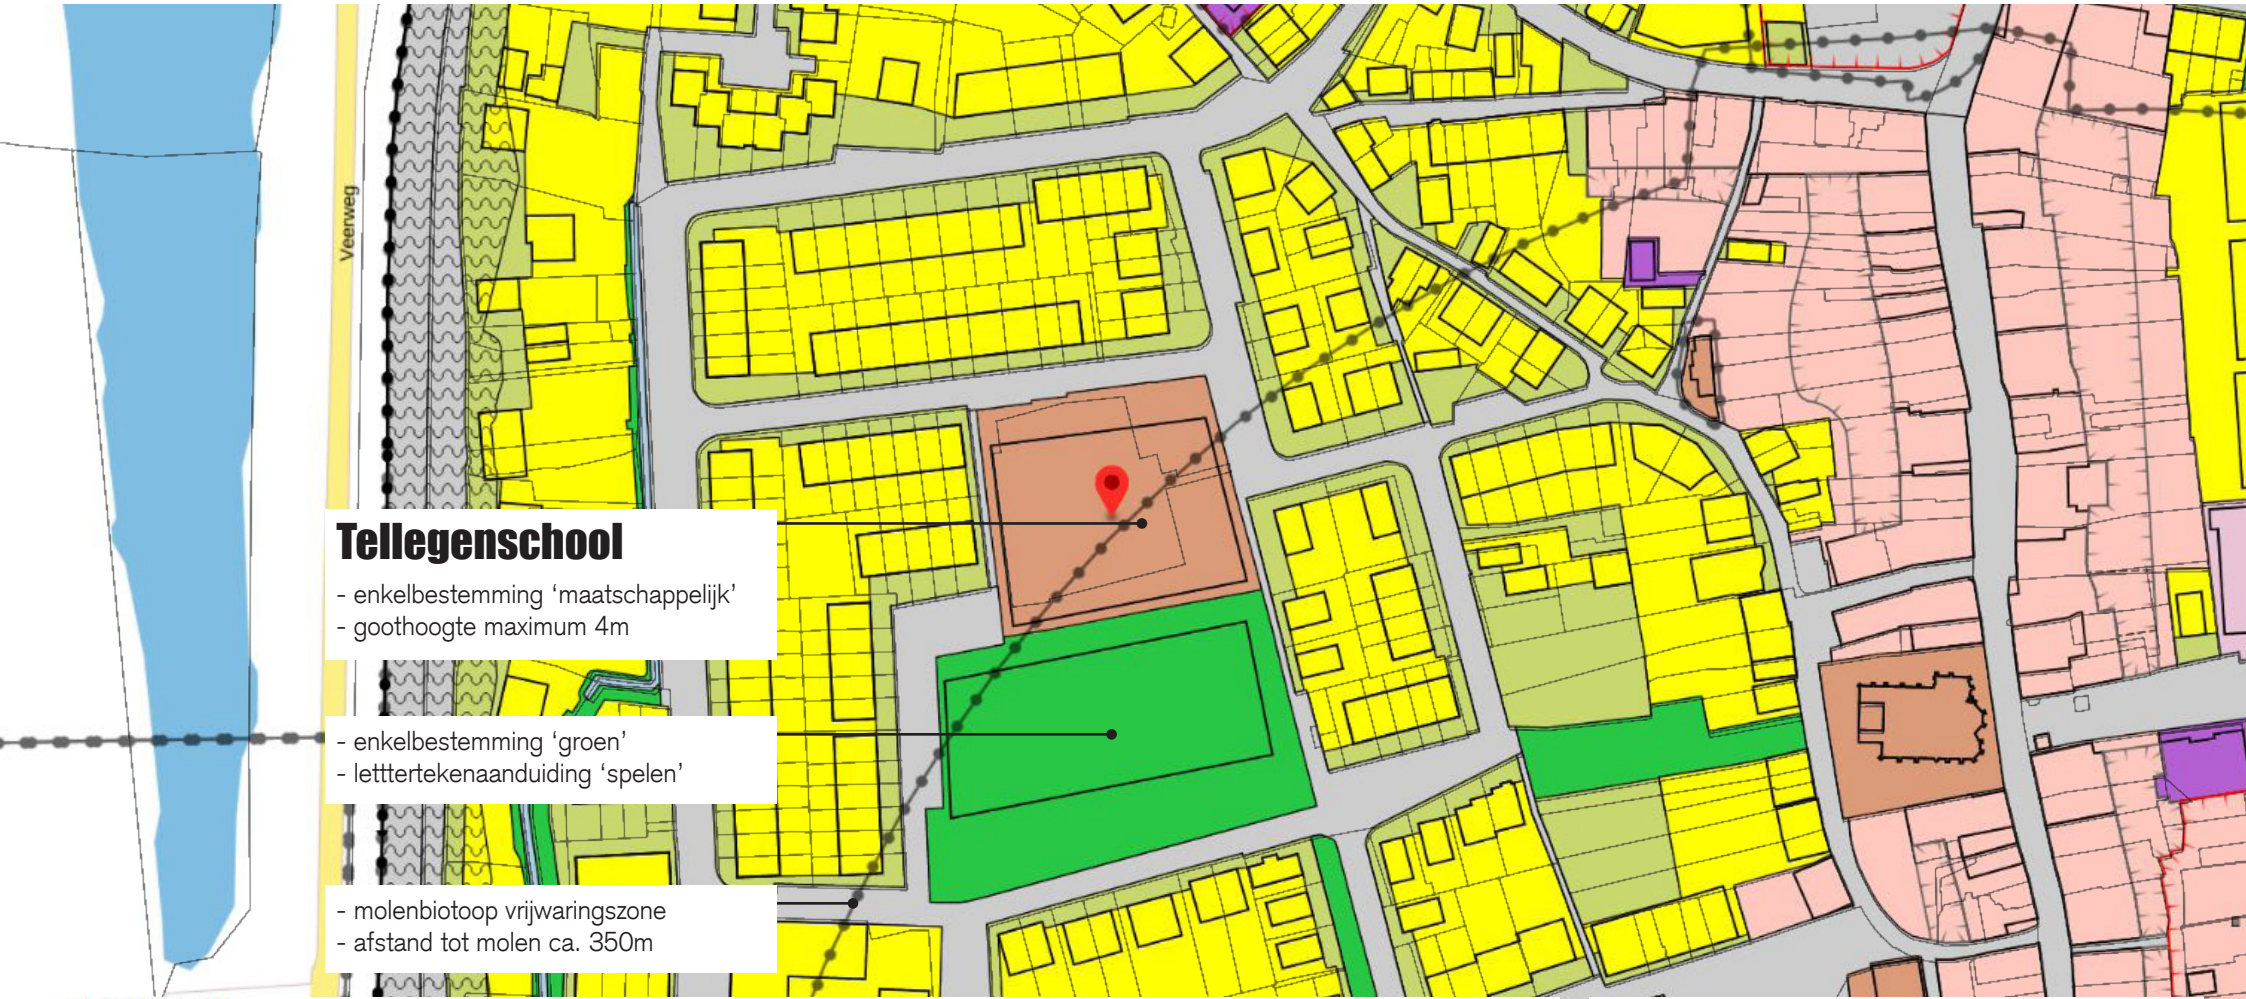 Veerweg
Tellegenschool
- enkelbestemming ‘maatschappelijk’
- goothoogte maximum 4m
- enkelbestemming ‘groen’
- letttertekenaanduiding ‘spelen’
- molenbiotoop vrijwaringszone
- afstand tot molen ca. 350m